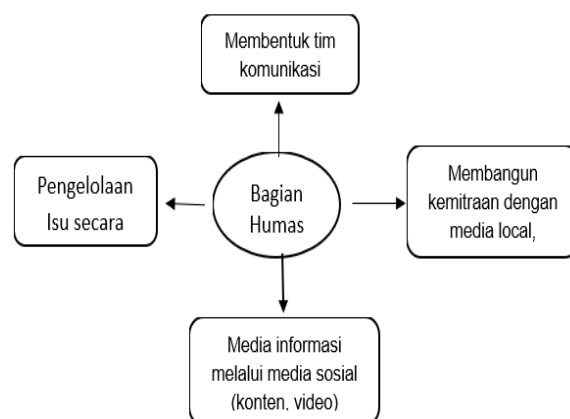 Membentuk tim
komunikasi
Pengelolaan
Isu secara
Bagian
Humas
Membangun
kemitraan dengan
media local,
Media informasi
melalui media sosial
(konten, video)